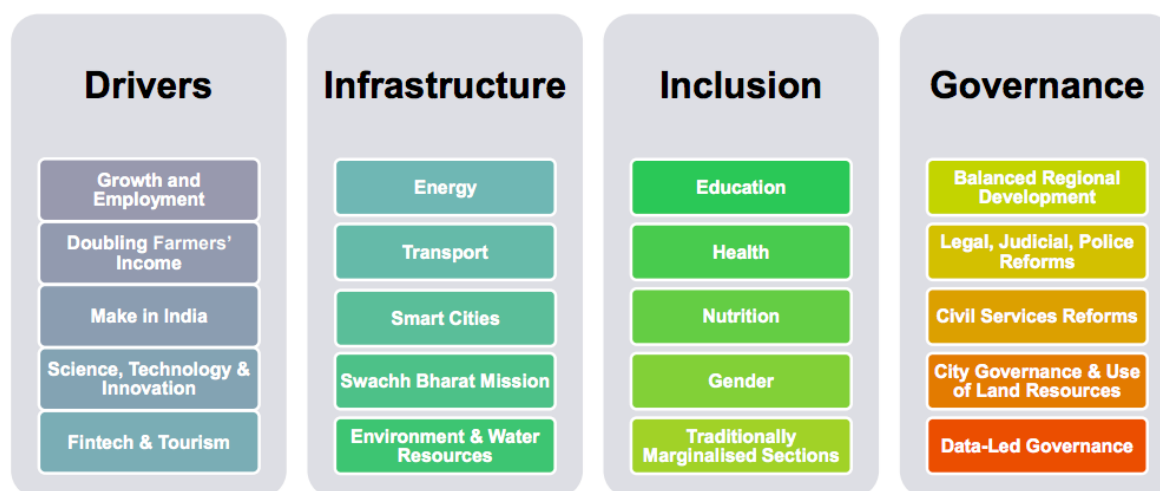 Drivers
Growth and
Employment
Doubling Farmers’
Income
Make in India
Science, Technology &
Innovation
Fintech & Tourism
Infrastructure
Energy
Transport
Smart Cities
Swachh Bharat Mission
Environment & Water
Resources
Inclusion
Education
Health
Nutrition
Gender
Traditionally
Marginalised Sections
Governance
Balanced Regional
Development
Legal, Judicial, Police
Reforms
Civil Services Reforms
City Governance & Use
of Land Resources
Data-Led Governance